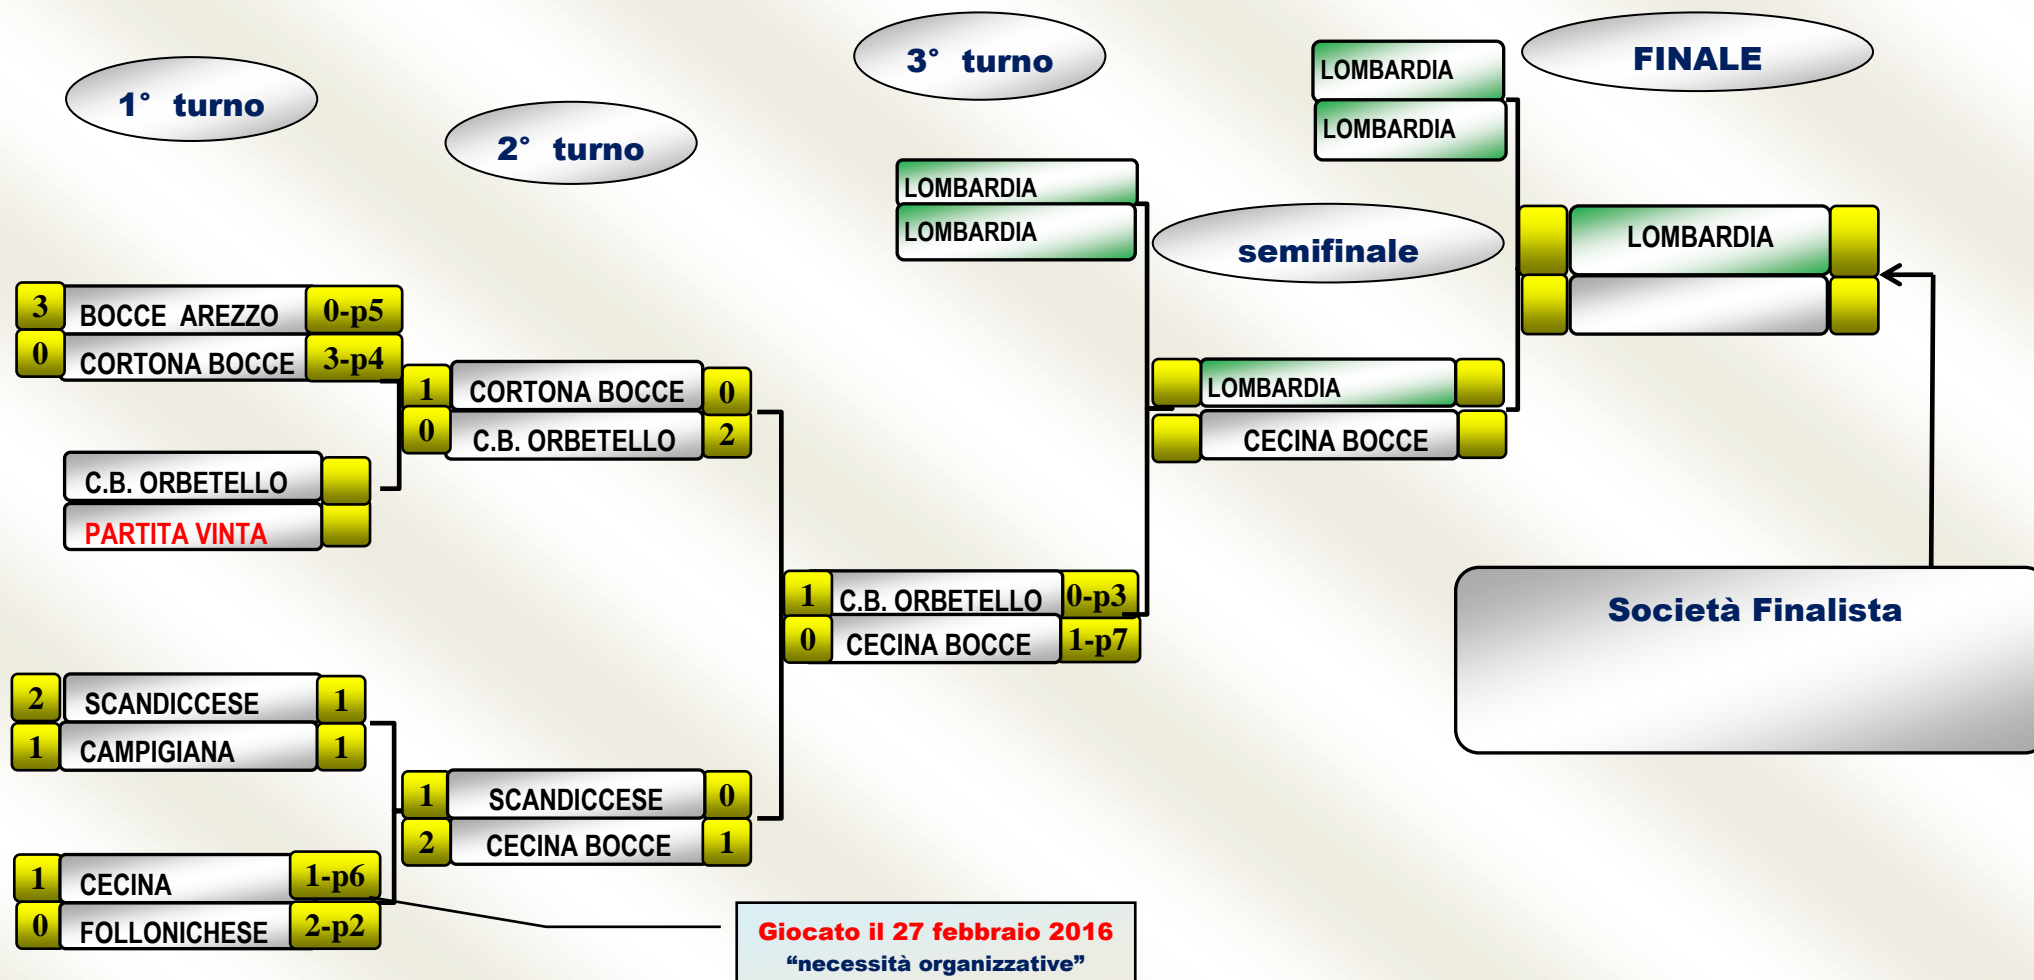 1° turno
2° turno
3° turno
LOMBARDIA
LOMBARDIA
FINALE
LOMBARDIA
LOMBARDIA
semifinale
LOMBARDIA
3 BOCCE AREZZO 0-p5
0 CORTONA BOCCE 3-p4
1 CORTONA BOCCE 0
0 C.B. ORBETELLO 2
LOMBARDIA
CECINA BOCCE
C.B. ORBETELLO
PARTITA VINTA
1 C.B. ORBETELLO 0-p3
0 CECINA BOCCE 1-p7
Società Finalista
2 SCANDICCESE 1
1 CAMPIGIANA 1
1 SCANDICCESE 0
2 CECINA BOCCE 1
1 CECINA 1-p6
0 FOLLONICHESE 2-p2
Giocato il 27 febbraio 2016
“necessità organizzative”